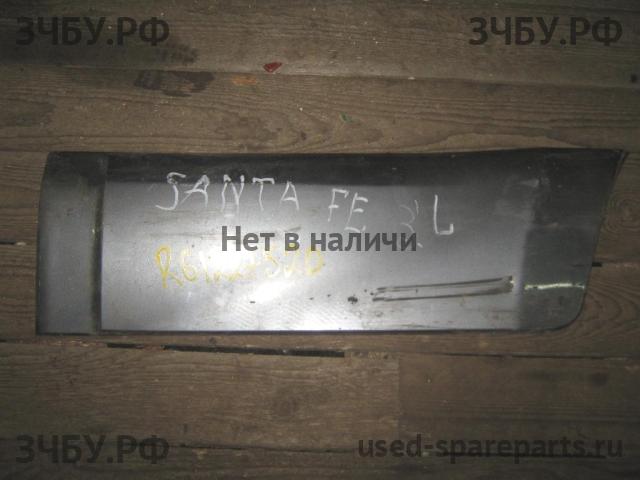 ЗЧБУ.РФ ЗЧБУ.РФ
SANTA FE L
Нет в наличи
ЗЧБУ.РФ used-spareparts.ru